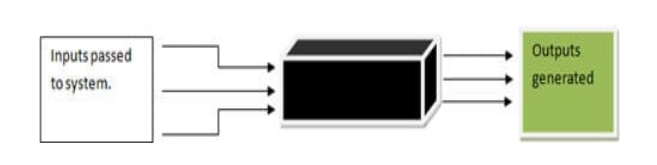 Inputs passed
to system.
Outputs
generated